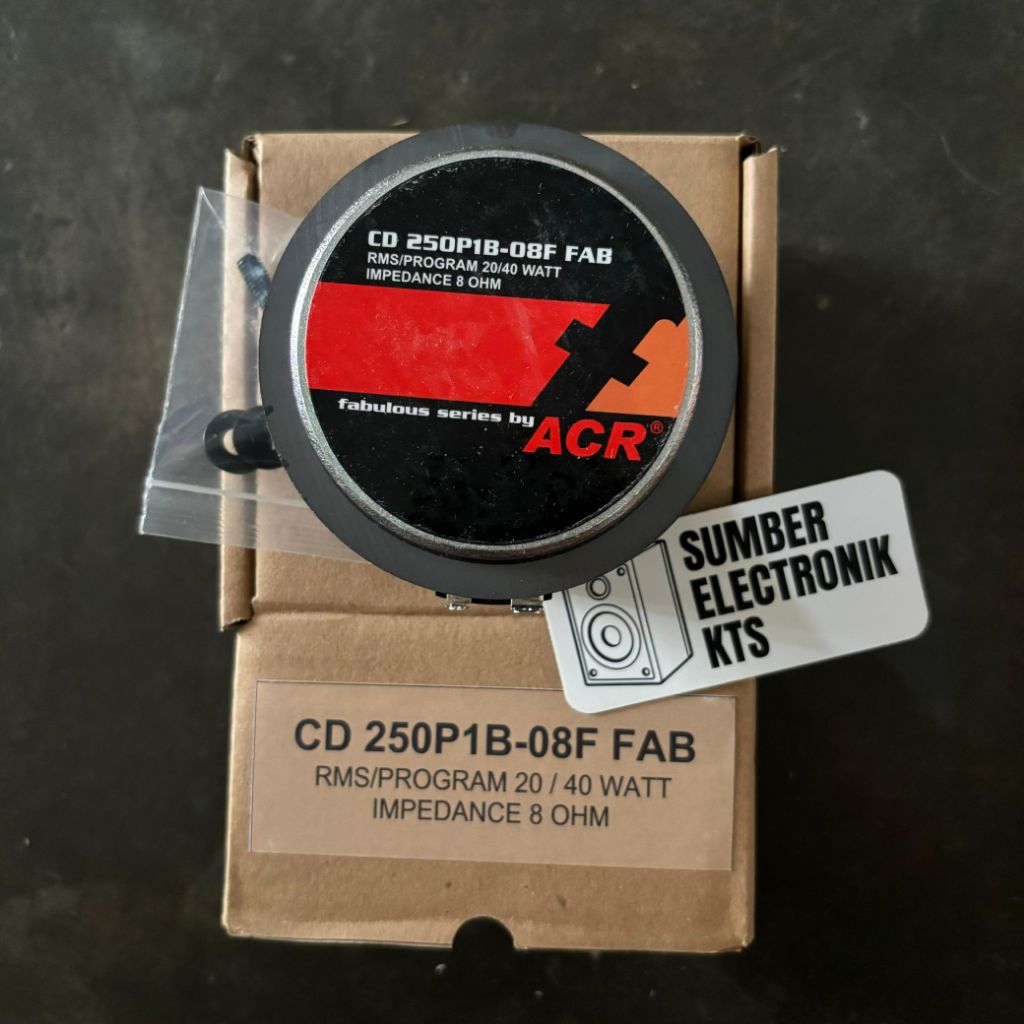 CD 250P1B-08F FAB
RMS/PROGRAM 20/40 WATT
IMPEDANCE 8 OHM
fabulous series by
ACR®
SUMBER
ELECTRONIK
KTS
CD 250P1B-08F FAB
RMS/PROGRAM 20 / 40 WATT
IMPEDANCE 8 OHM